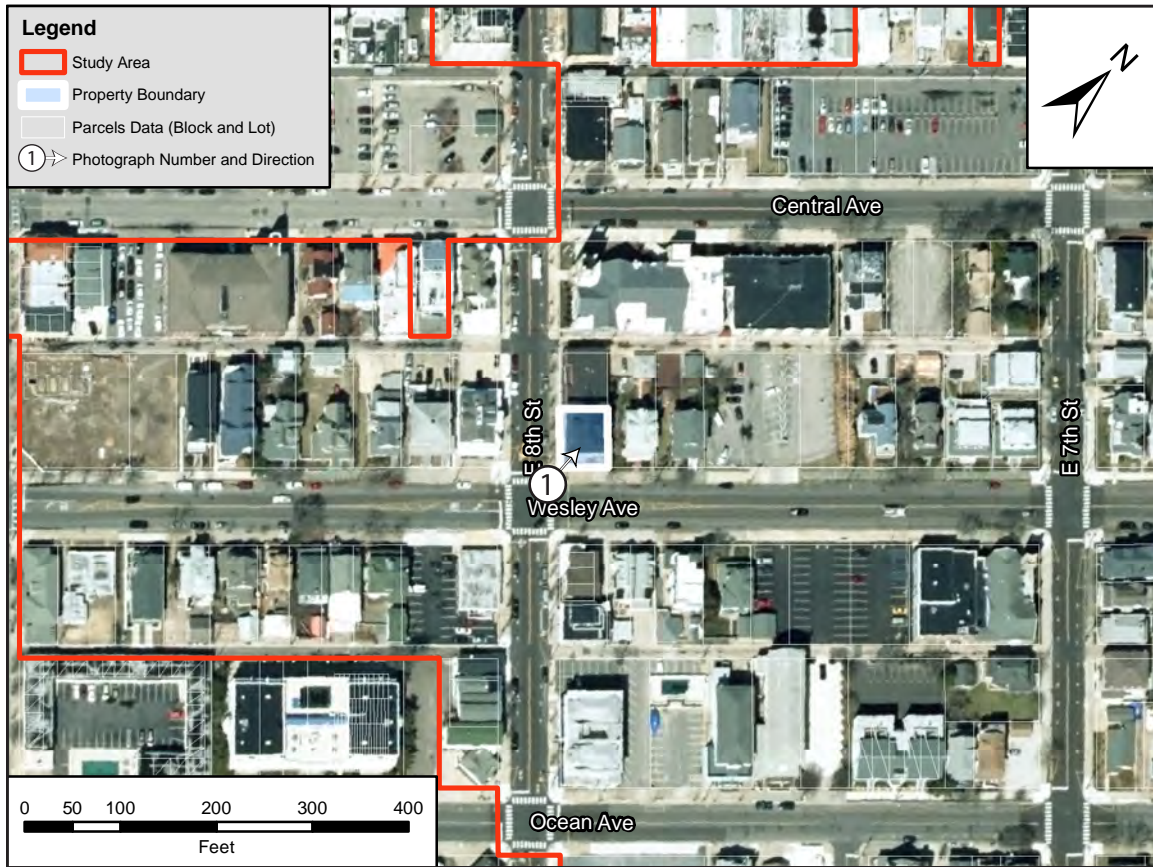 Legend
Study Area
Property Boundary
Parcels Data (Block and Lot)
1 Photograph Number and Direction
N
Central Ave
E 8th St
E 7th St
1
Wesley Ave
Ocean Ave
0 50 100 200 300 400
Feet